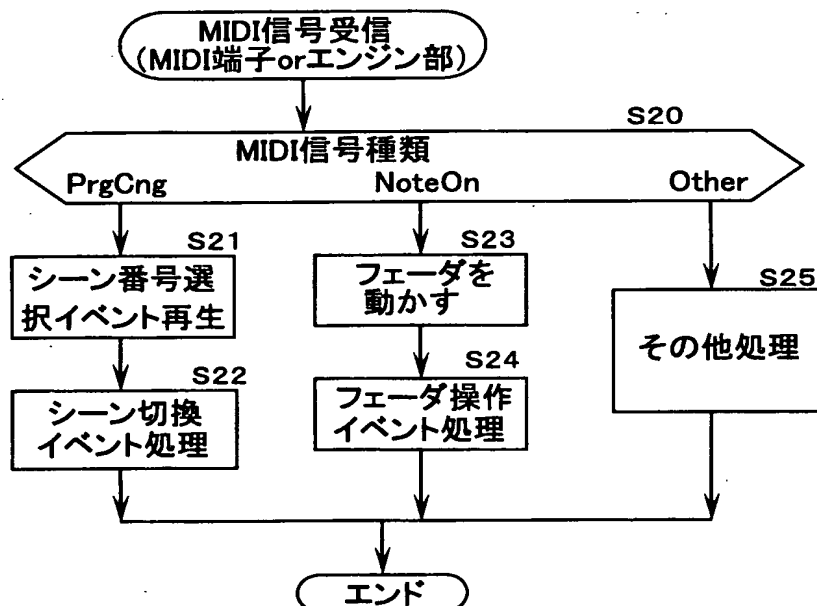 MIDI信号受信
(MIDI端子orエンジン部)
S20
MIDI信号種類
PrgCng
NoteOn
Other
S21
シーン番号選
択イベント再生
S22
シーン切換
イベント処理
S23
フェーダを
動かす
S24
フェーダ操作
イベント処理
S25
その他処理
エンド